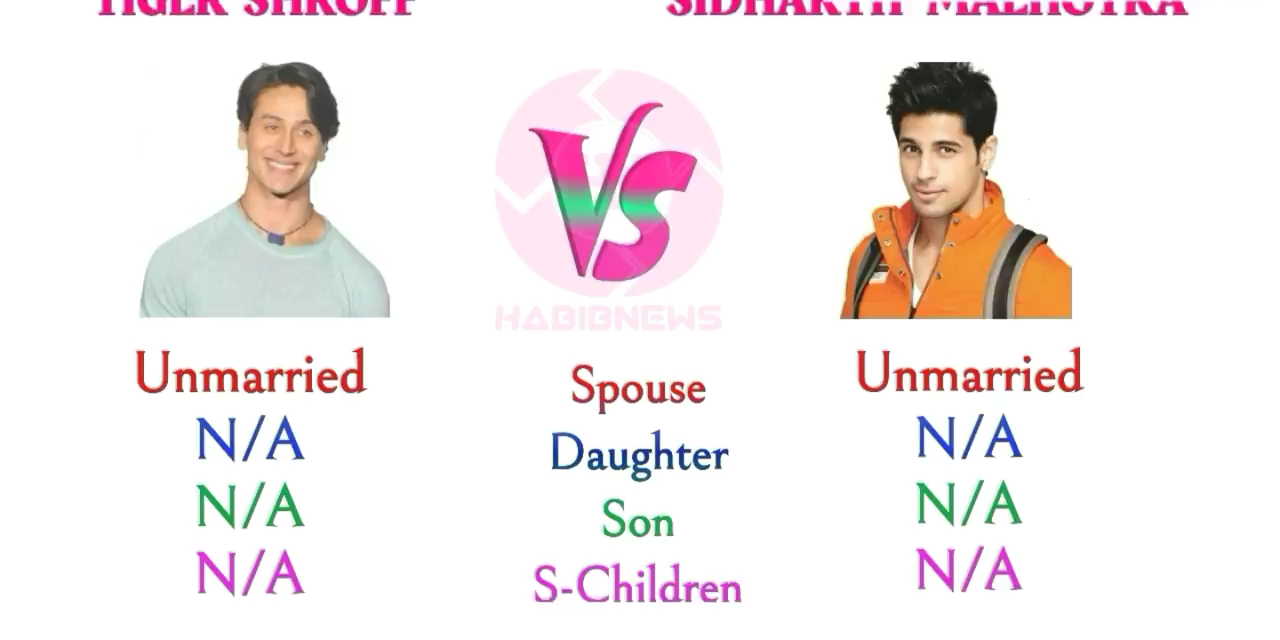 TIGER SHROFF
SIDHARTH MALHOTRA
VS
HABIBNEWS
Unmarried
Spouse
Unmarried
N/A
Daughter
N/A
N/A
Son
N/A
N/A
S-Children
N/A